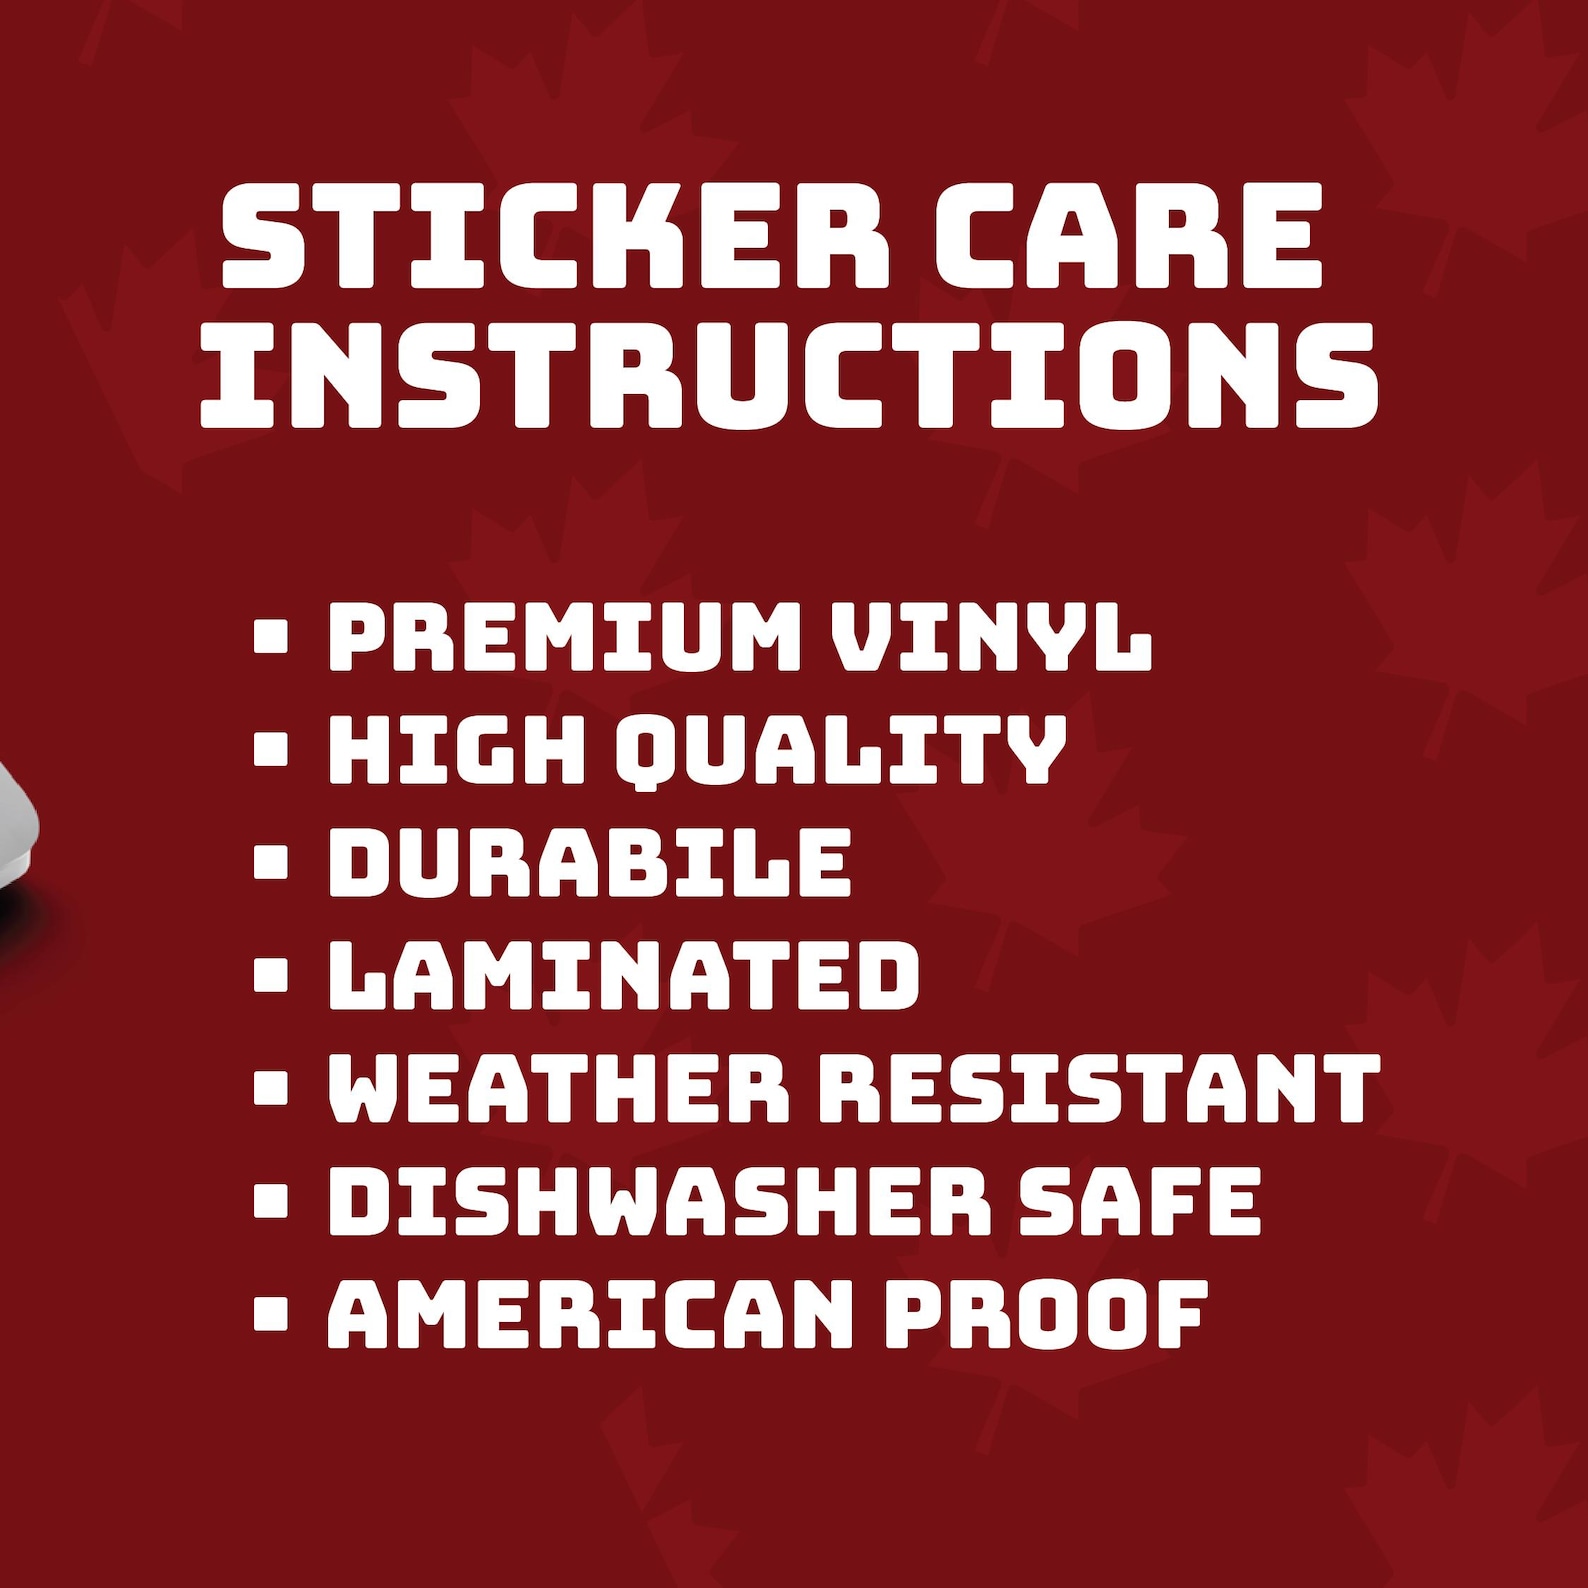 STICKER CARE
INSTRUCTIONS
▪ PREMIUM VINYL
▪ HIGH QUALITY
▪ DURABILE
▪ LAMINATED
▪ WEATHER RESISTANT
▪ DISHWASHER SAFE
▪ AMERICAN PROOF